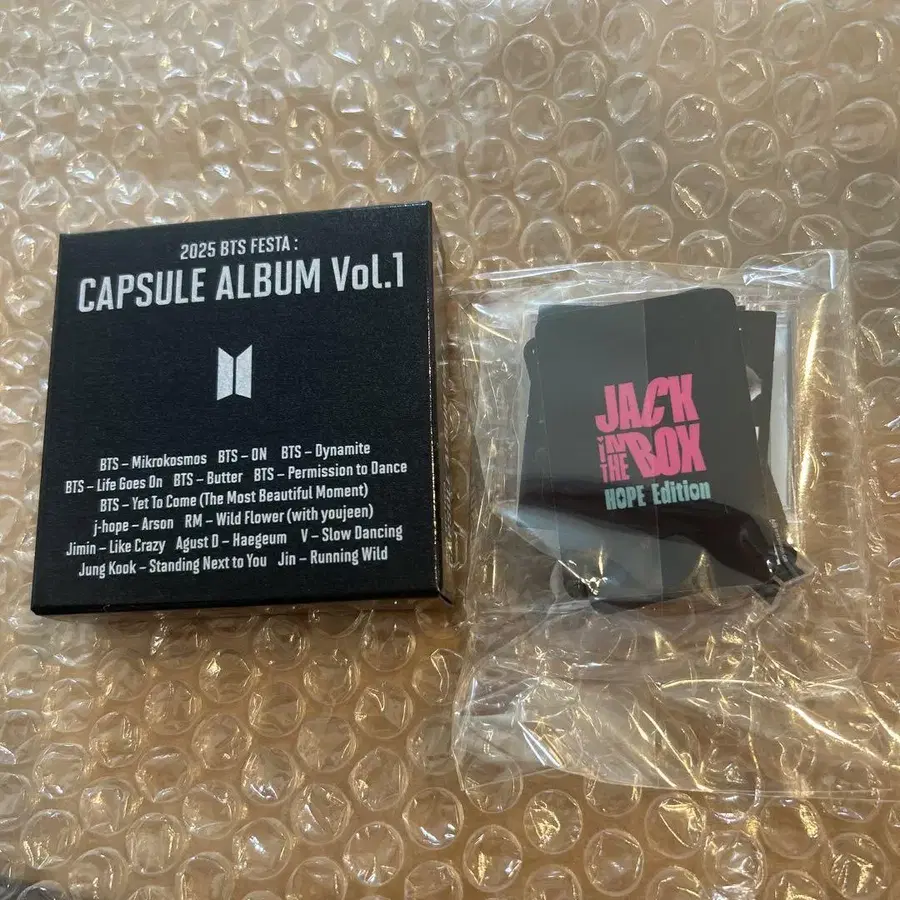 2025 BTS FESTA :
CAPSULE ALBUM Vol.1
BTS – Mikrokosmos BTS – ON BTS – Dynamite
BTS – Life Goes On BTS – Butter BTS – Permission to Dance
BTS – Yet To Come (The Most Beautiful Moment)
j-hope – Arson RM – Wild Flower (with youjeen)
Jimin – Like Crazy Agust D – Haegeum V – Slow Dancing
Jung Kook – Standing Next to You Jin – Running Wild
JACK
IN THE BOX
HOPE Edition